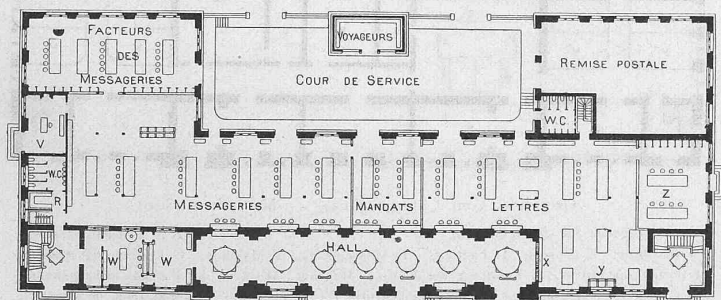 FACTEURS
DES
MESSAGERIES
VOYAGEURS
COUR DE SERVICE
REMISE POSTALE
W.C.
V
W.C.
R
MESSAGERIES
MANDATS
LETTRES
Z
HALL
W
W
X
y